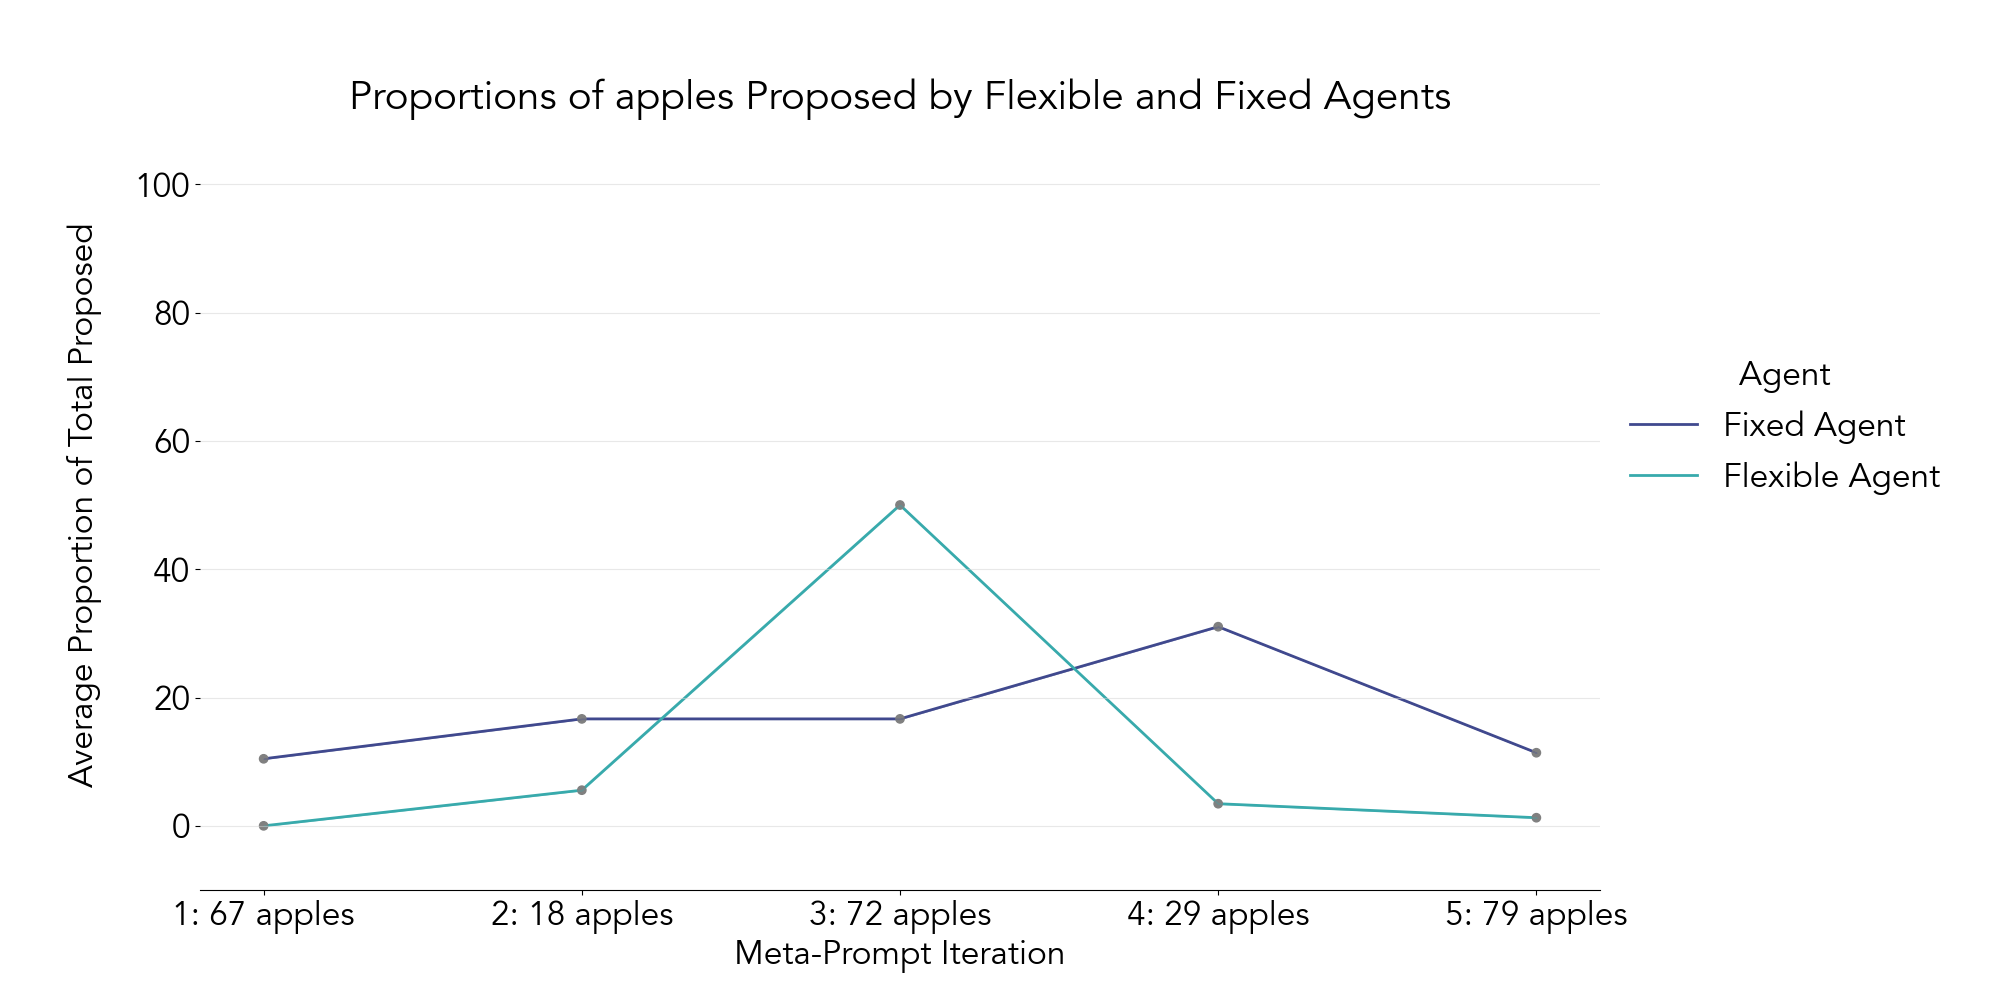 Proportions of apples Proposed by Flexible and Fixed Agents
Average Proportion of Total Proposed
100
80
60
40
20
0
1: 67 apples
2: 18 apples
3: 72 apples
4: 29 apples
5: 79 apples
Meta-Prompt Iteration
Agent
Fixed Agent
Flexible Agent